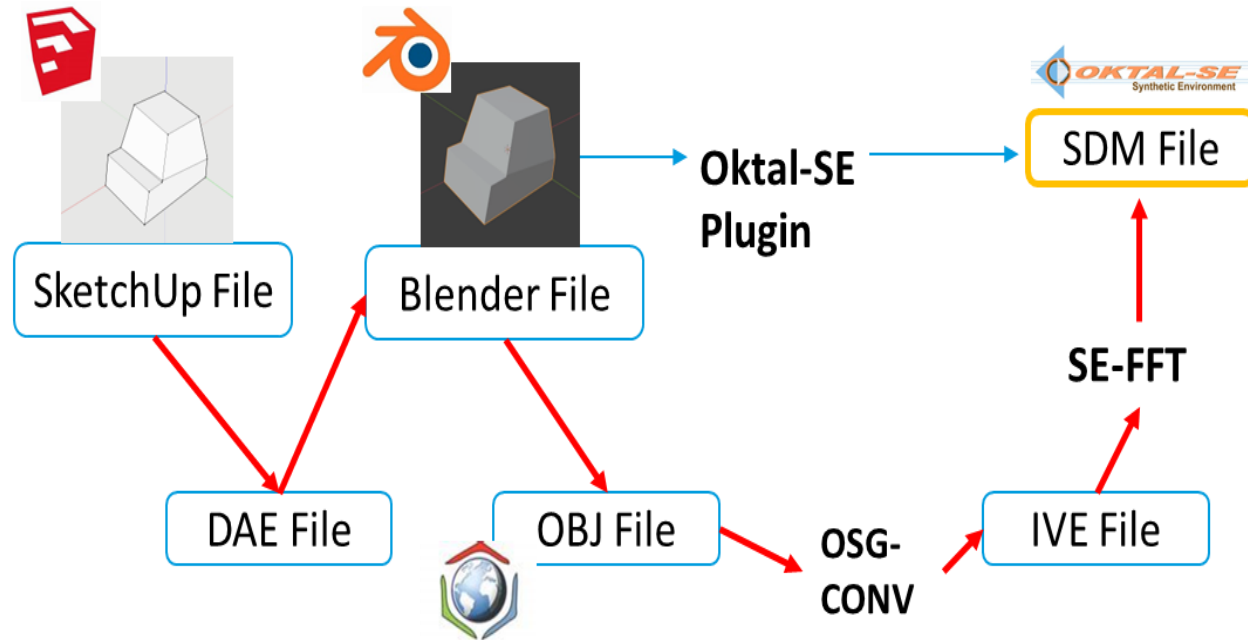 OKTAL-SE
Synthetic Environment
SDM File
Oktal-SE
Plugin
SketchUp File
Blender File
SE-FFT
DAE File
OBJ File
OSG-
CONV
IVE File